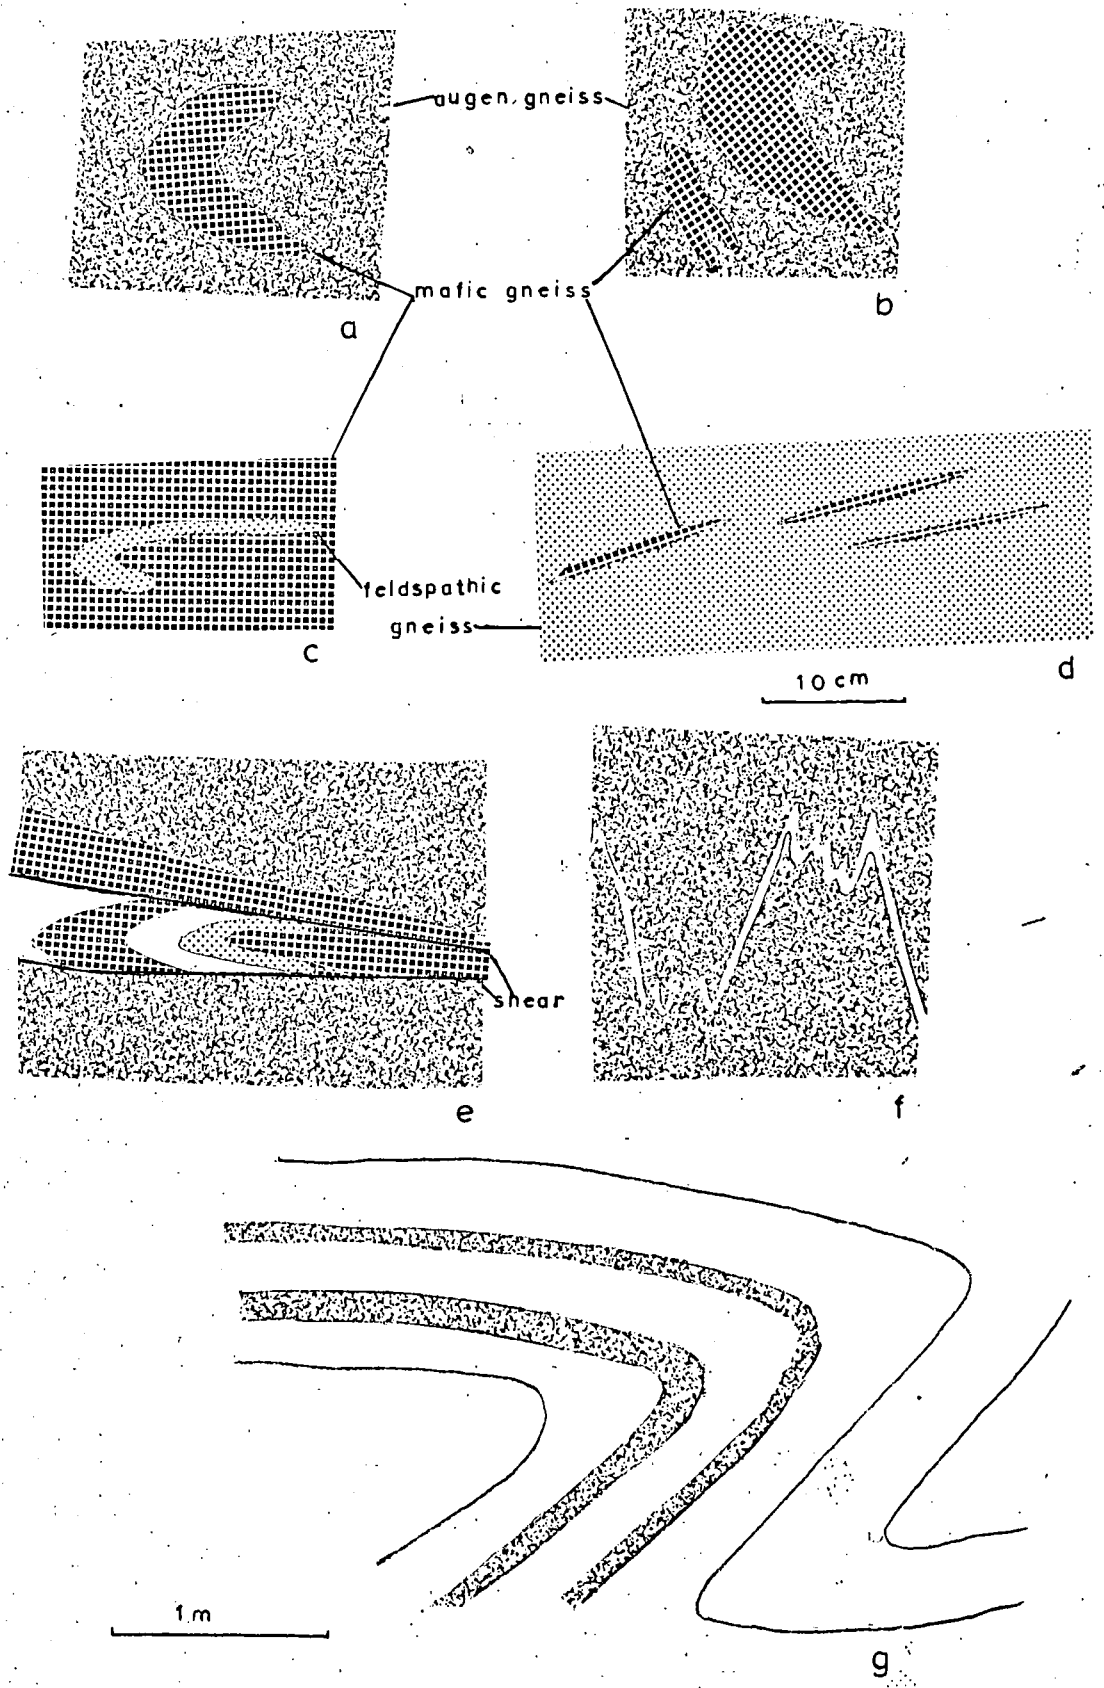 augen gneiss
mafic gneiss
a
b
feldspathic
gneiss
c
d
10 cm
shear
e
f
1 m
g